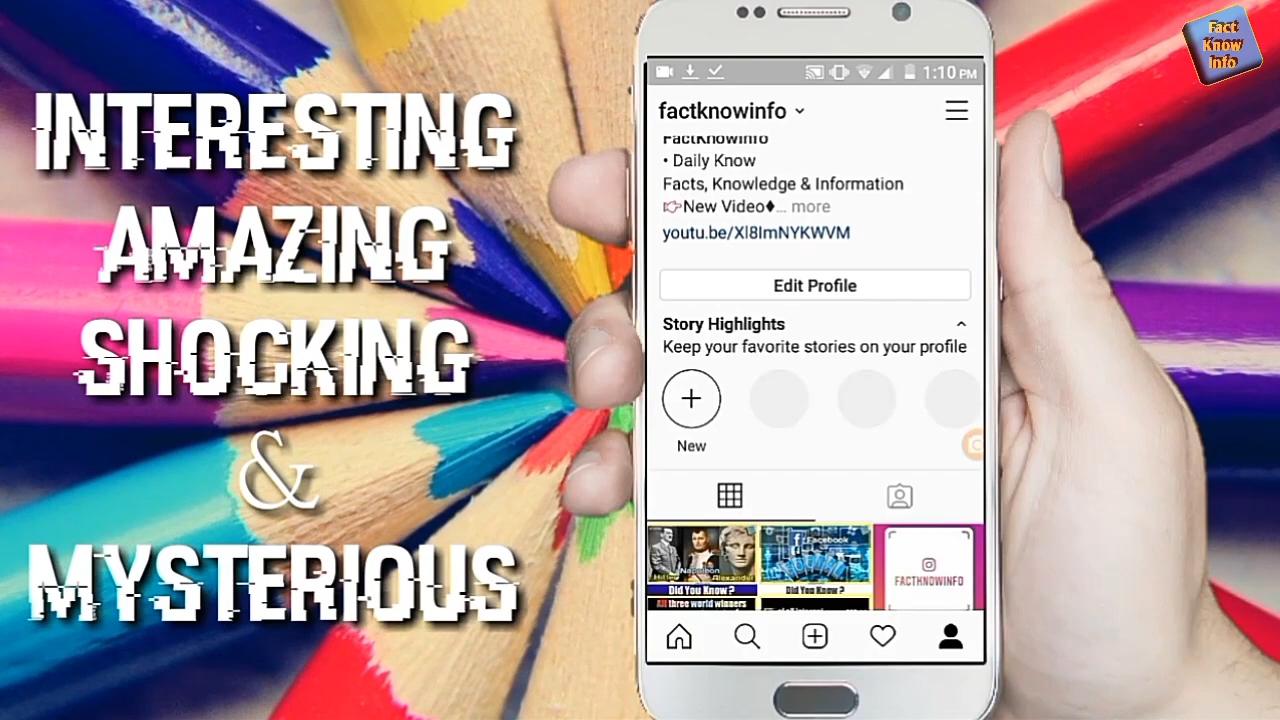 INTERESTING
AMAZING
SHOCKING
&
MYSTERIOUS
Fact
Know
Info
1:10 PM
factknowinfo
FactKnowInfo
• Daily Know
Facts, Knowledge & Information
👉New Video♦... more
youtu.be/Xl8ImNYKWVM
Edit Profile
Story Highlights
Keep your favorite stories on your profile
New
Hitler
Napoleon
Alexander
Did You Know?
All three world winners
Facebook
Did You Know?
FACTKNOWINFO